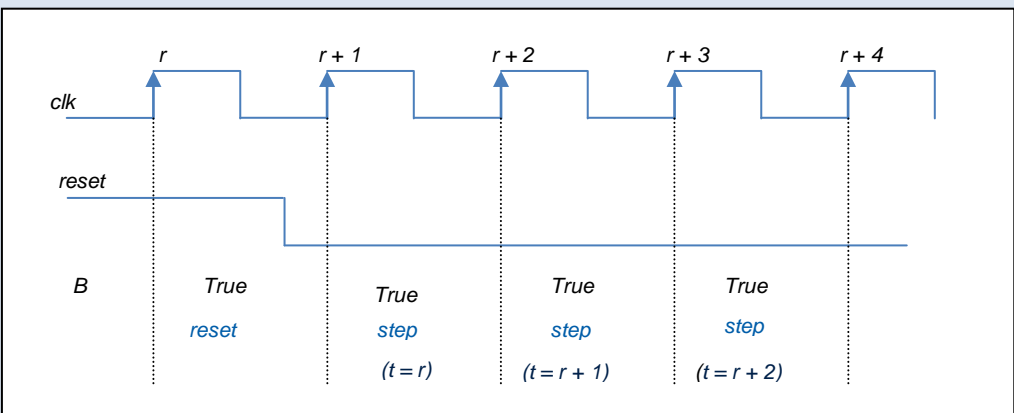 r r + 1 r + 2 r + 3 r + 4
clk
reset
B True True True True
reset step step step
(t = r) (t = r + 1) (t = r + 2)